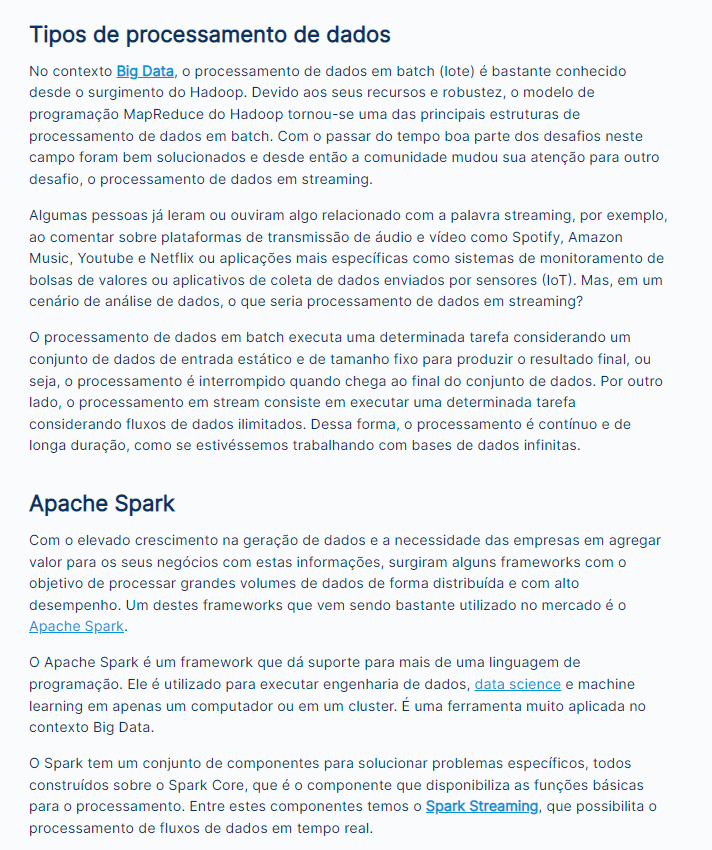 Tipos de processamento de dados
No contexto Big Data, o processamento de dados em batch (lote) é bastante conhecido
desde o surgimento do Hadoop. Devido aos seus recursos e robustez, o modelo de
programação MapReduce do Hadoop tornou-se uma das principais estruturas de
processamento de dados em batch. Com o passar do tempo boa parte dos desafios neste
campo foram bem solucionados e desde então a comunidade mudou sua atenção para outro
desafio, o processamento de dados em streaming.
Algumas pessoas já leram ou ouviram algo relacionado com a palavra streaming, por exemplo,
ao comentar sobre plataformas de transmissão de áudio e vídeo como Spotify, Amazon
Music, Youtube e Netflix ou aplicações mais específicas como sistemas de monitoramento de
bolsas de valores ou aplicativos de coleta de dados enviados por sensores (IoT). Mas, em um
cenário de análise de dados, o que seria processamento de dados em streaming?
O processamento de dados em batch executa uma determinada tarefa considerando um
conjunto de dados de entrada estático e de tamanho fixo para produzir o resultado final, ou
seja, o processamento é interrompido quando chega ao final do conjunto de dados. Por outro
lado, o processamento em stream consiste em executar uma determinada tarefa
considerando fluxos de dados ilimitados. Dessa forma, o processamento é contínuo e de
longa duração, como se estivéssemos trabalhando com bases de dados infinitas.
Apache Spark
Com o elevado crescimento na geração de dados e a necessidade das empresas em agregar
valor para os seus negócios com estas informações, surgiram alguns frameworks com o
objetivo de processar grandes volumes de dados de forma distribuída e com alto
desempenho. Um destes frameworks que vem sendo bastante utilizado no mercado é o
Apache Spark.
O Apache Spark é um framework que dá suporte para mais de uma linguagem de
programação. Ele é utilizado para executar engenharia de dados, data science e machine
learning em apenas um computador ou em um cluster. É uma ferramenta muito aplicada no
contexto Big Data.
O Spark tem um conjunto de componentes para solucionar problemas específicos, todos
construídos sobre o Spark Core, que é o componente que disponibiliza as funções básicas
para o processamento. Entre estes componentes temos o Spark Streaming, que possibilita o
processamento de fluxos de dados em tempo real.